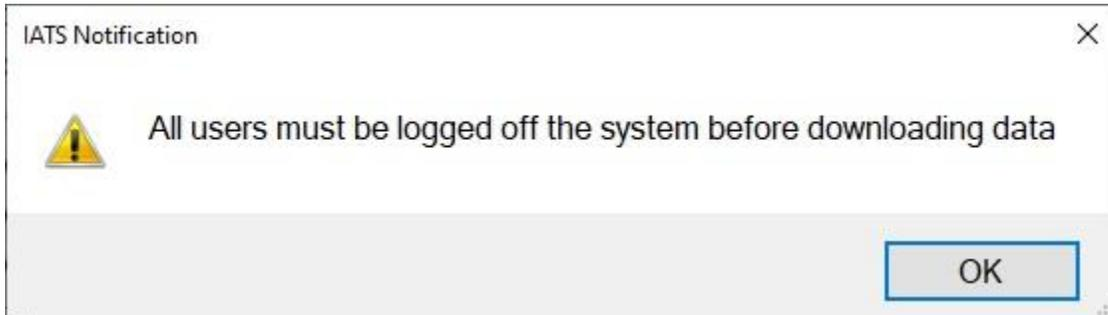 IATS Notification
All users must be logged off the system before downloading data
OK